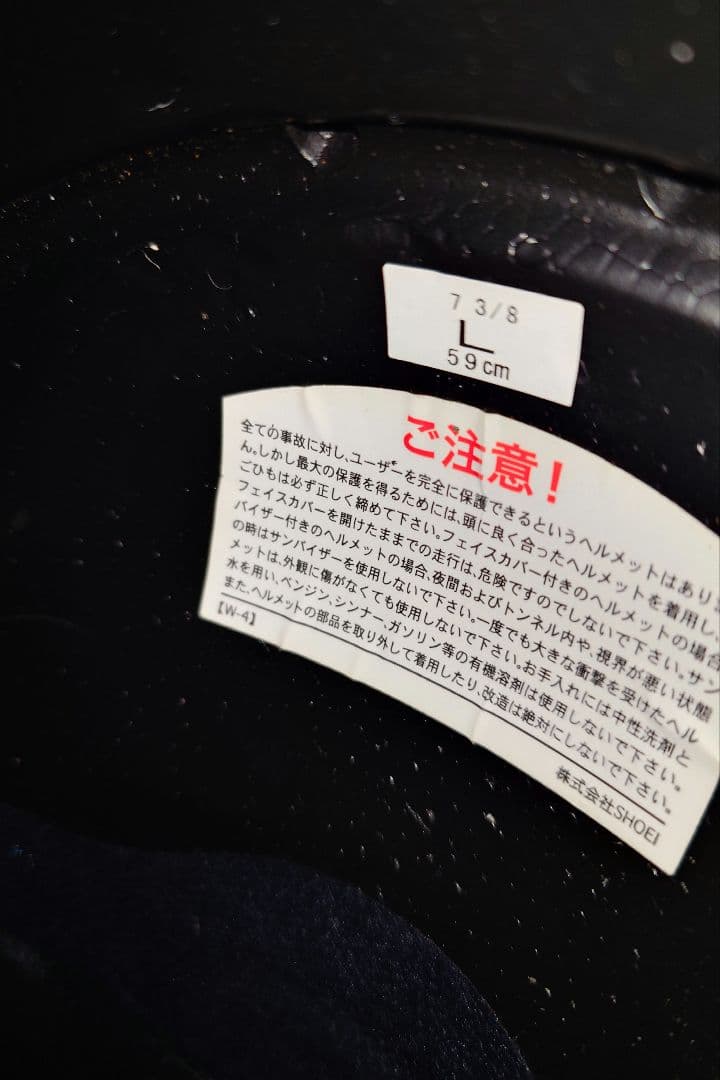 7 3/8
L
59cm
ご注意!
全ての事故に対し、ユーザーを完全に保護できるというヘルメットはあり
ん。しかし最大の保護を得るためには、頭に良く合ったヘルメットを着用し、
ごひもは必ず正しく締めて下さい。フェイスカバー付きのヘルメットの場合
フェイスカバーを開けたままでの走行は、危険ですのでしないで下さい。サン
バイザー付きのヘルメットの場合、夜間およびトンネル内や、視界が悪い状態
の時はサンバイザーを使用しないで下さい。一度でも大きな衝撃を受けたヘル
メットは、外観に傷がなくても使用しないで下さい。お手入れには中性洗剤と
水を用い、ベンジン、シンナー、ガソリン等の有機溶剤は使用しないで下さい。
また、ヘルメットの部品を取り外して着用したり、改造は絶対にしないで下さい。
【W-4】
株式会社SHOEI